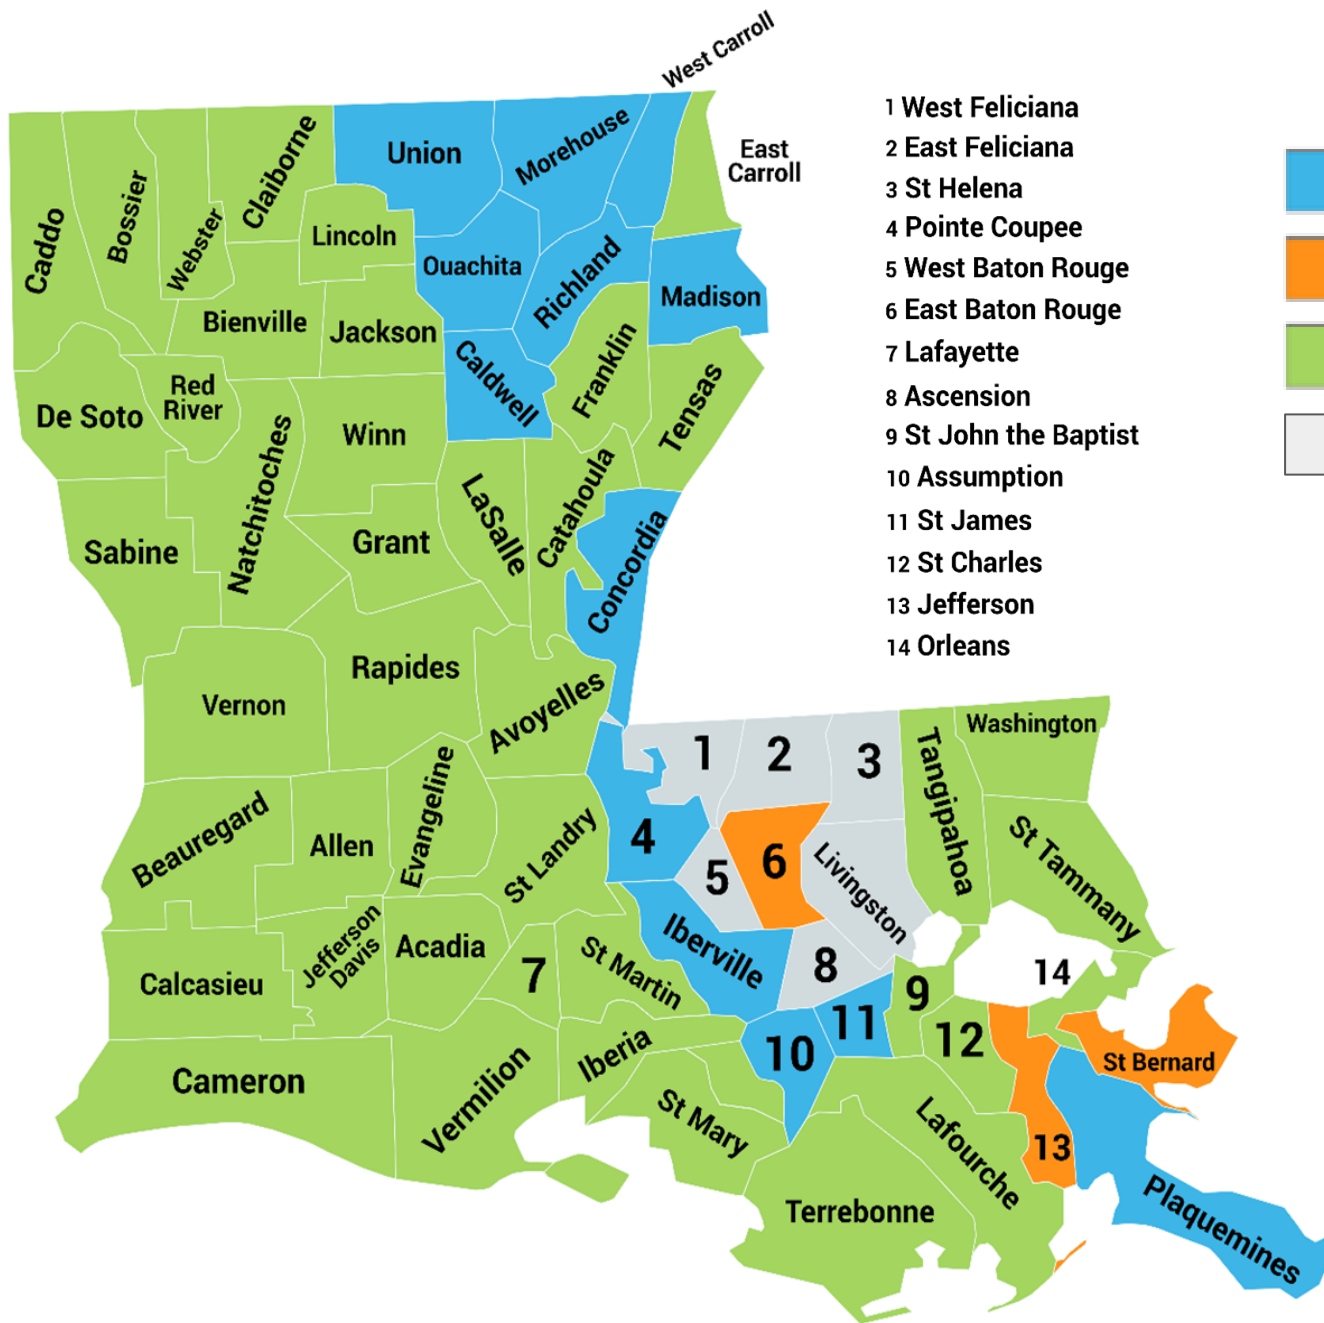 West Carroll
Union
Morehouse
East
Carroll
Claiborne
Bossier
Webster
Caddo
Lincoln
Ouachita
Richland
Madison
Bienville
Jackson
Franklin
Caldwell
Tensas
De Soto
Red
River
Winn
Natchitoches
LaSalle
Catahoula
Concordia
Sabine
Grant
Vernon
Rapides
Avoyelles
Beauregard
Allen
Evangeline
St Landry
Calcasieu
Jefferson
Davis
Acadia
7
St Martin
Cameron
Vermilion
Iberia
St Mary
1
2
3
4
5
6
Livingston
Tangipahoa
Washington
St Tammany
Iberville
8
9
10
11
12
13
14
St Bernard
Lafourche
Terrebonne
Plaquemines
1 West Feliciana
2 East Feliciana
3 St Helena
4 Pointe Coupee
5 West Baton Rouge
6 East Baton Rouge
7 Lafayette
8 Ascension
9 St John the Baptist
10 Assumption
11 St James
12 St Charles
13 Jefferson
14 Orleans